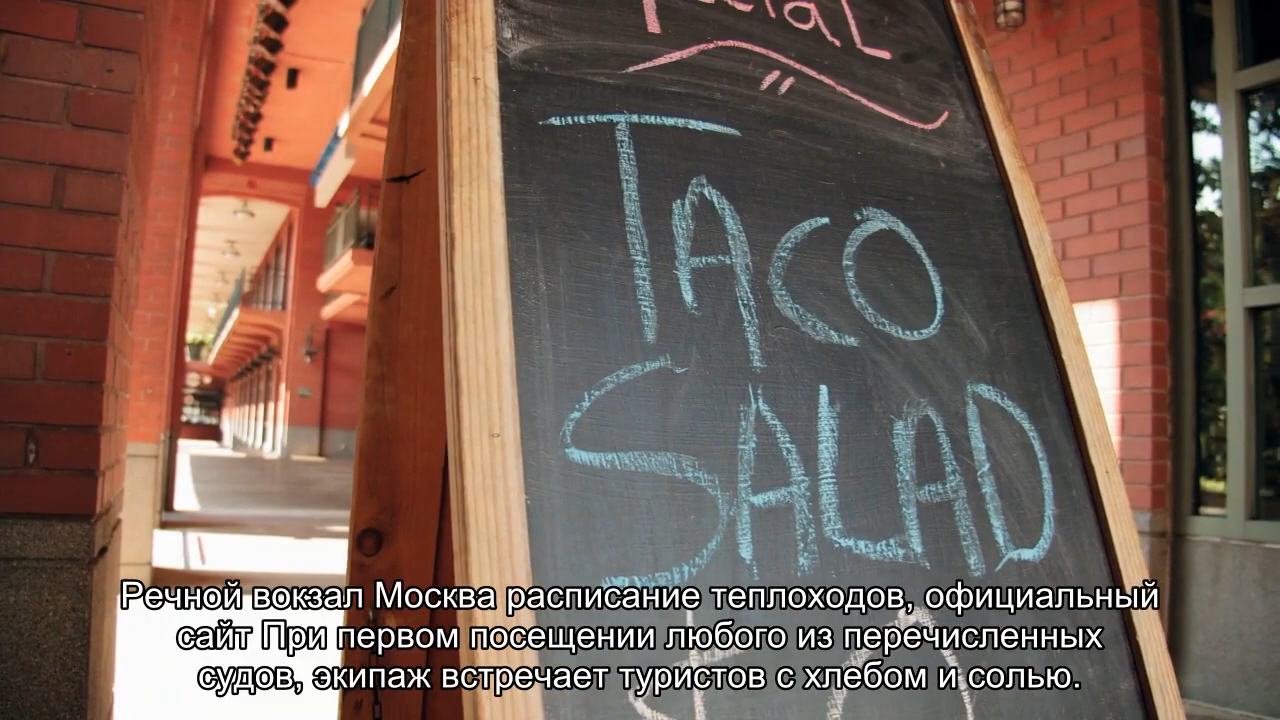 TACO
SALAD
Речной вокзал Москва расписание теплоходов, официальный
сайт При первом посещении любого из перечисленных
судов, экипаж встречает туристов с хлебом и солью.